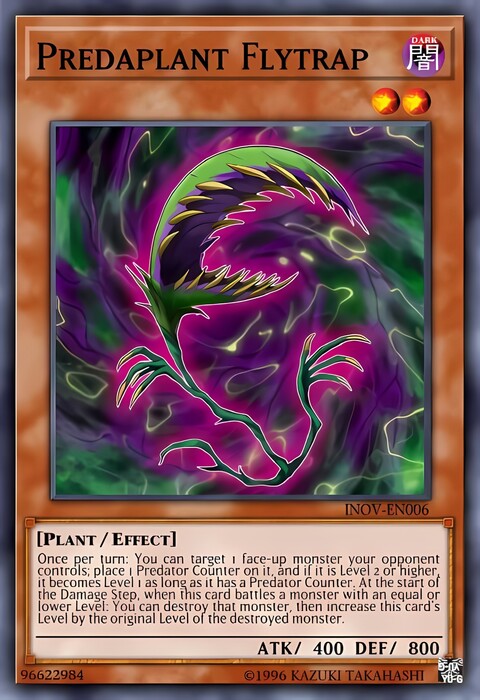 Predaplant Flytrap
DARK
闇
INOV-EN006
[Plant / Effect]
Once per turn: You can target 1 face-up monster your opponent
controls; place 1 Predator Counter on it, and if it is Level 2 or higher,
it becomes Level 1 as long as it has a Predator Counter. At the start of
the Damage Step, when this card battles a monster with an equal or
lower Level: You can destroy that monster, then increase this card's
Level by the original Level of the destroyed monster.
ATK/ 400 DEF/ 800
96622984
©1996 KAZUKI TAKAHASHI